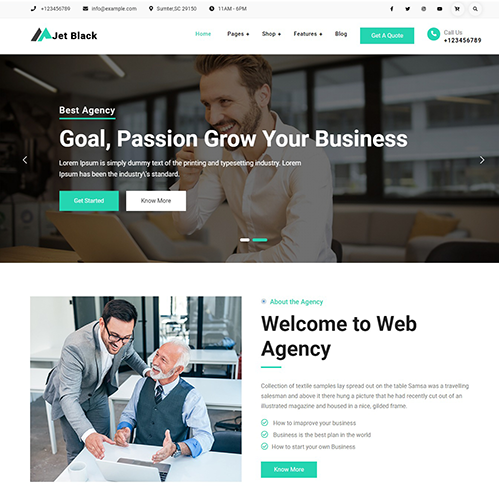 +123456789 info@example.com Sumter,SC 29150 11AM - 6PM
Jet Black
Home Pages + Shop + Features + Blog Get A Quote
Call Us
+123456789
Best Agency
Goal, Passion Grow Your Business
Lorem Ipsum is simply dummy text of the printing and typesetting industry. Lorem
Ipsum has been the industry\'s standard.
Get Started Know More
About the Agency
Welcome to Web
Agency
Collection of textile samples lay spread out on the table Samsa was a travelling
salesman and above it there hung a picture that he had recently cut out of an
illustrated magazine and housed in a nice, gilded frame.
How to imaprove your business
Business is the best plan in the world
How to start your own Business
Know More